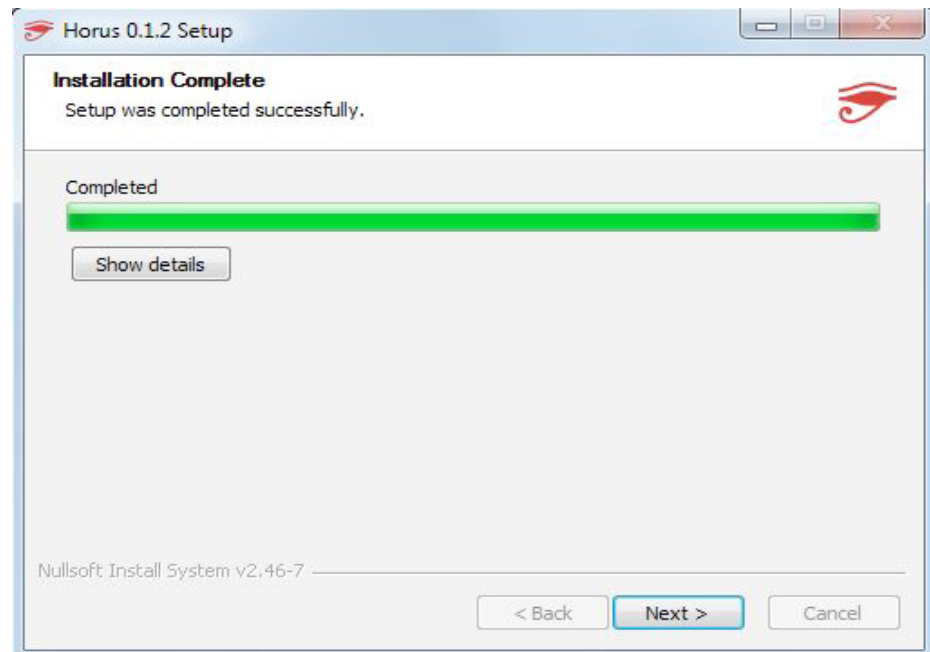 Horus 0.1.2 Setup
Installation Complete
Setup was completed successfully.
Completed
Show details
Nullsoft Install System v2.46-7
< Back Next > Cancel